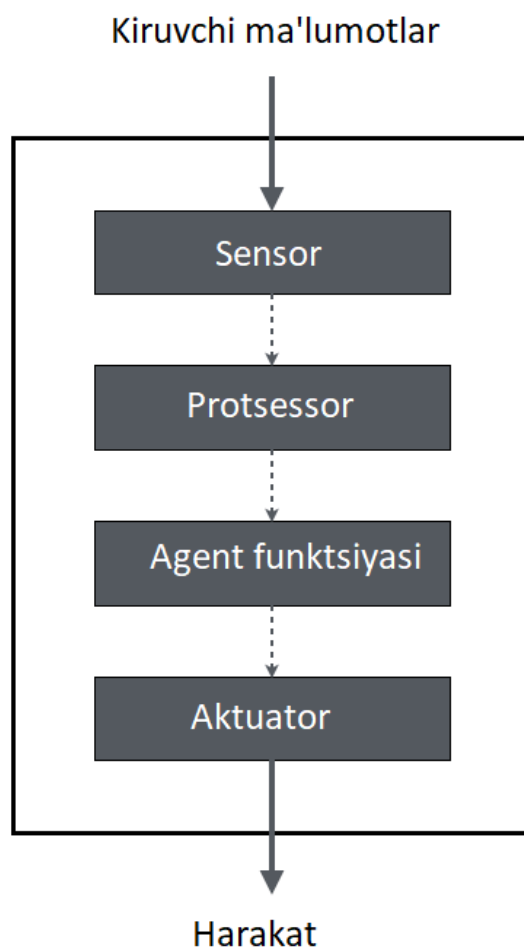 Kiruvchi ma'lumotlar
Sensor
Protsessor
Agent funktsiyasi
Aktuator
Harakat